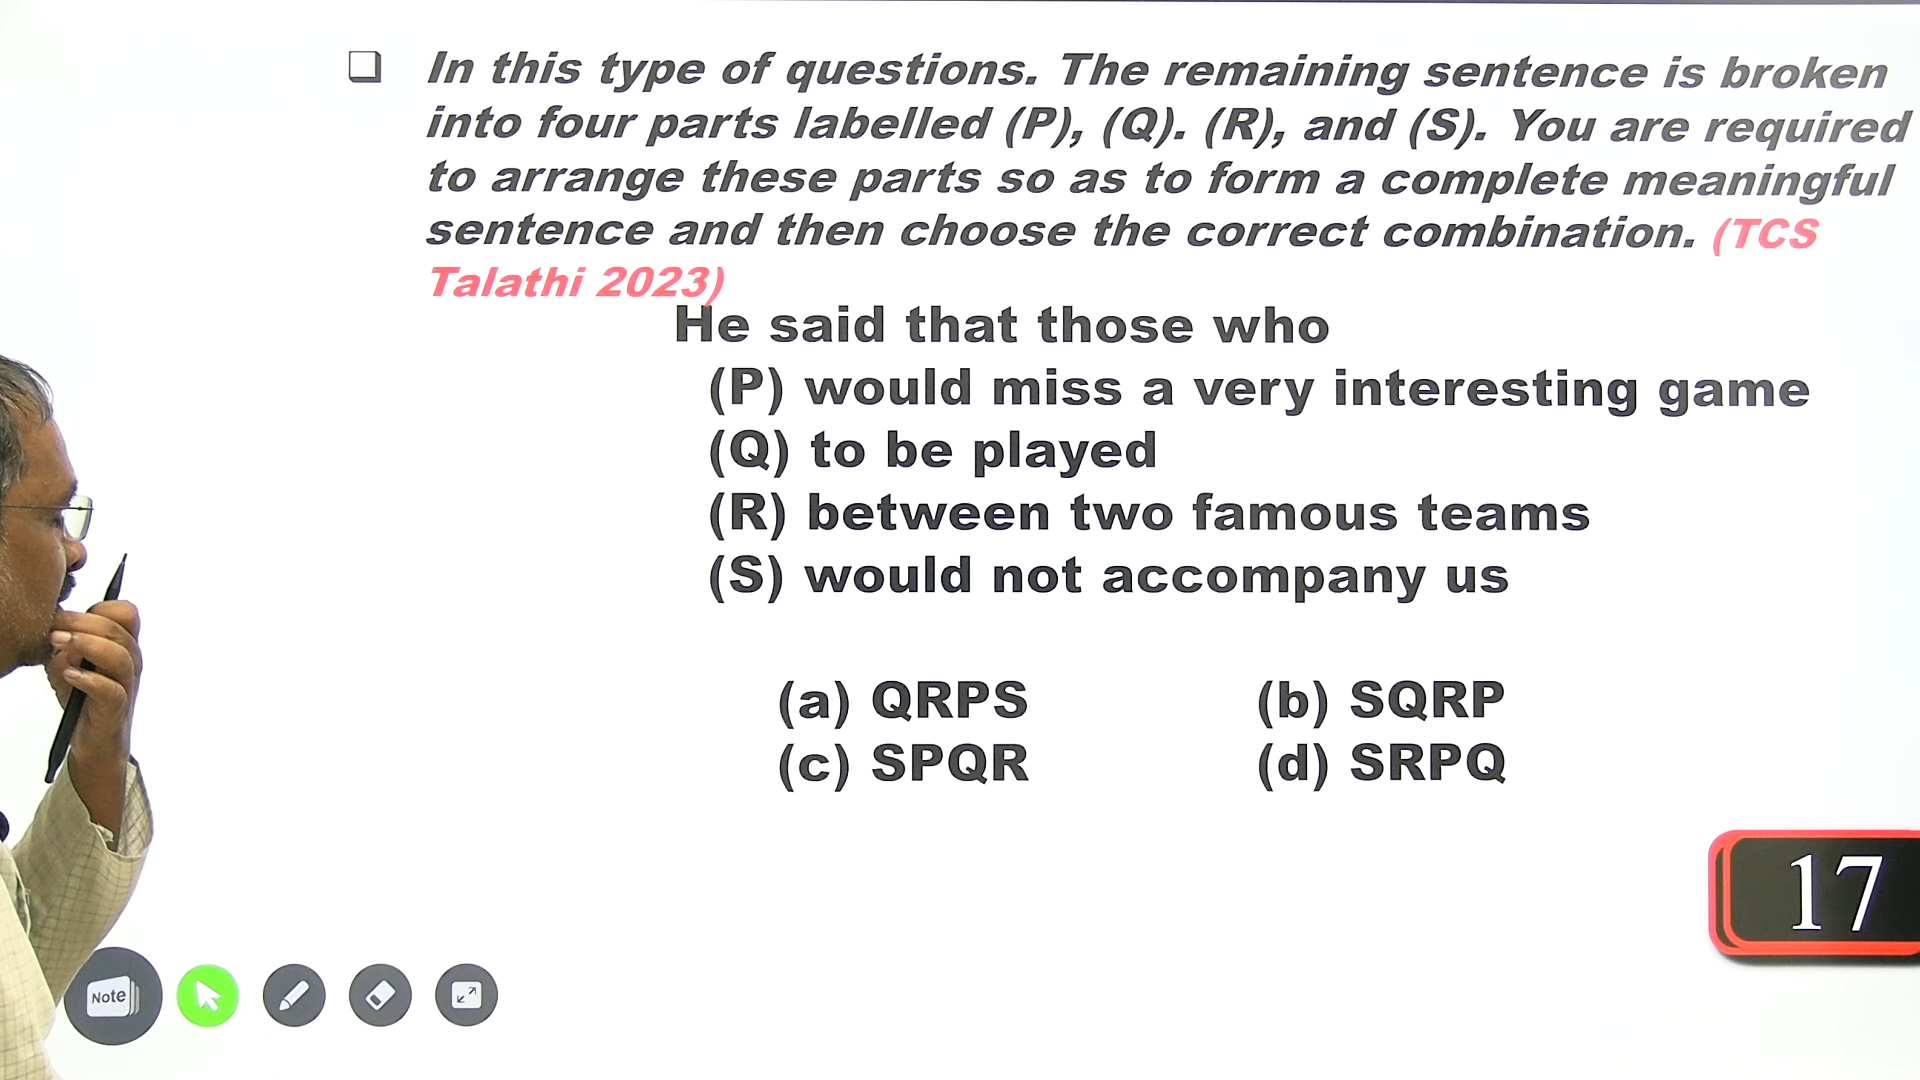 In this type of questions. The remaining sentence is broken
into four parts labelled (P), (Q). (R), and (S). You are required
to arrange these parts so as to form a complete meaningful
sentence and then choose the correct combination. (TCS
Talathi 2023)
He said that those who
(P) would miss a very interesting game
(Q) to be played
(R) between two famous teams
(S) would not accompany us
(a) QRPS (b) SQRP
(c) SPQR (d) SRPQ
17
Note